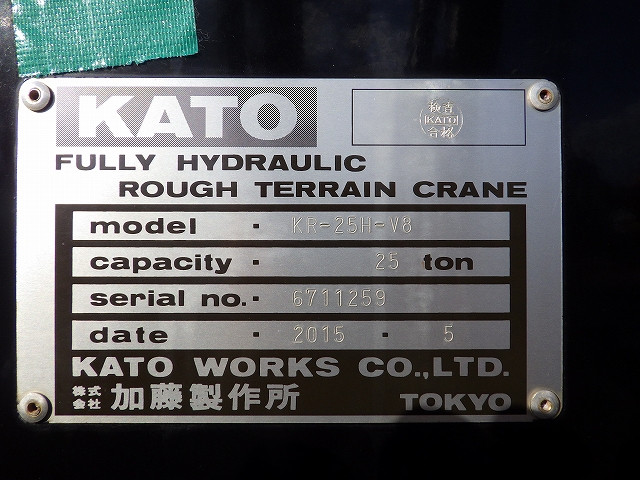 KATO
検査
KATO
合格
FULLY HYDRAULIC
ROUGH TERRAIN CRANE
model · KR-25H-V8
capacity · 25 ton
serial no. · 6711259
date · 2015 · 5
KATO WORKS CO.,LTD.
株式会社 加藤製作所 TOKYO